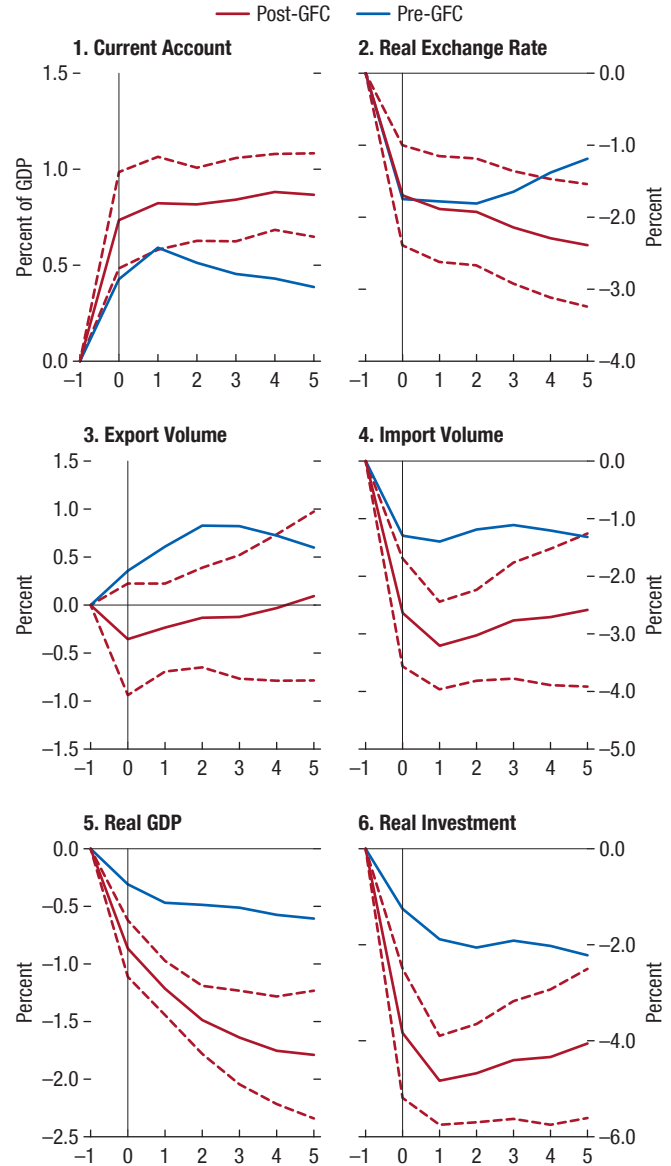 Post-GFC Pre-GFC
1. Current Account
Percent of GDP
1.5
1.0
0.5
0.0
–1 0 1 2 3 4 5
2. Real Exchange Rate
0.0
–1.0
–2.0
–3.0
–4.0
Percent
–1 0 1 2 3 4 5
3. Export Volume
Percent
1.5
1.0
0.5
0.0
–0.5
–1.0
–1.5
–1 0 1 2 3 4 5
4. Import Volume
0.0
–1.0
–2.0
–3.0
–4.0
–5.0
Percent
–1 0 1 2 3 4 5
5. Real GDP
Percent
0.0
–0.5
–1.0
–1.5
–2.0
–2.5
–1 0 1 2 3 4 5
6. Real Investment
0.0
–2.0
–4.0
–6.0
Percent
–1 0 1 2 3 4 5